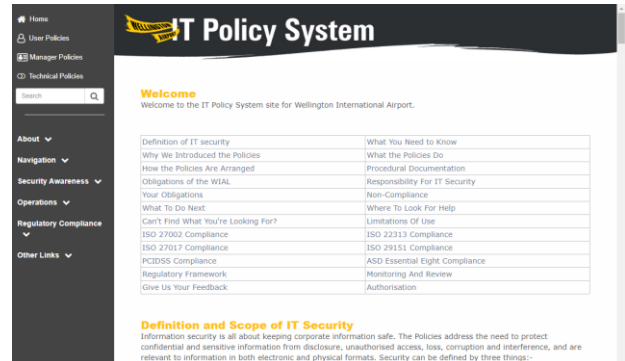 Home
User Policies
Manager Policies
Technical Policies
Search
About
Navigation
Security Awareness
Operations
Regulatory Compliance
Other Links
WELLINGTON
AIRPORT
IT Policy System
Welcome
Welcome to the IT Policy System site for Wellington International Airport.
Definition of IT security What You Need to Know
Why We Introduced the Policies What the Policies Do
How the Policies Are Arranged Procedural Documentation
Obligations of the WIAL Responsibility For IT Security
Your Obligations Non-Compliance
What To Do Next Where To Look For Help
Can't Find What You're Looking For? Limitations Of Use
ISO 27002 Compliance ISO 22313 Compliance
ISO 27017 Compliance ISO 29151 Compliance
PCIDSS Compliance ASD Essential Eight Compliance
Regulatory Framework Monitoring And Review
Give Us Your Feedback Authorisation
Definition and Scope of IT Security
Information security is all about keeping corporate information safe. The Policies address the need to protect
confidential and sensitive information from disclosure, unauthorised access, loss, corruption and interference, and are
relevant to information in both electronic and physical formats. Security can be defined by three things:-